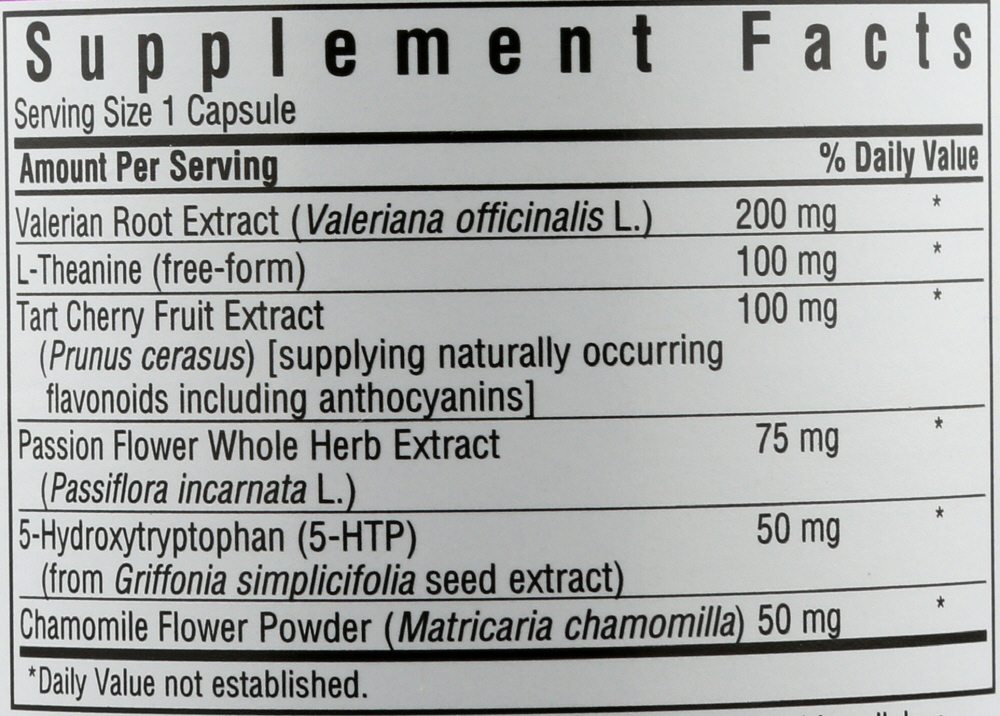 Supplement Facts
Serving Size 1 Capsule
Amount Per Serving % Daily Value
Valerian Root Extract (Valeriana officinalis L.) 200 mg *
L-Theanine (free-form) 100 mg *
Tart Cherry Fruit Extract 100 mg *
(Prunus cerasus) [supplying naturally occurring
flavonoids including anthocyanins]
Passion Flower Whole Herb Extract 75 mg *
(Passiflora incarnata L.)
5-Hydroxytryptophan (5-HTP) 50 mg *
(from Griffonia simplicifolia seed extract)
Chamomile Flower Powder (Matricaria chamomilla) 50 mg *
*Daily Value not established.